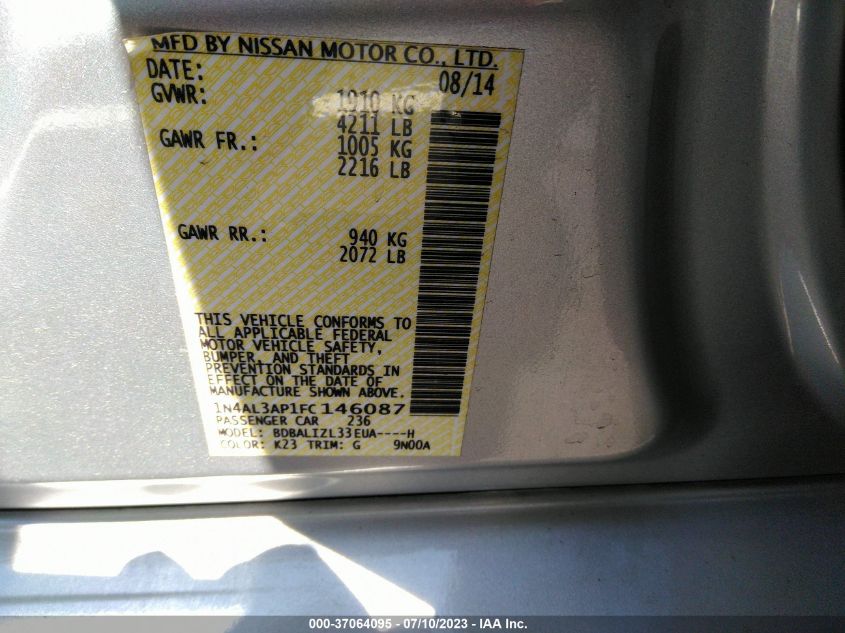 MFD BY NISSAN MOTOR CO., LTD.
DATE: 08/14
GVWR: 1910 KG
4211 LB
GAWR FR.: 1005 KG
2216 LB
GAWR RR.: 940 KG
2072 LB
THIS VEHICLE CONFORMS TO
ALL APPLICABLE FEDERAL
MOTOR VEHICLE SAFETY,
BUMPER, AND THEFT
PREVENTION STANDARDS IN
EFFECT ON THE DATE OF
MANUFACTURE SHOWN ABOVE.
1N4AL3AP1FC146087
PASSENGER CAR 236
MODEL: BDBALIZL33EUA----H
COLOR: K23 TRIM: G 9N00A
000-37064095 - 07/10/2023 - IAA Inc.